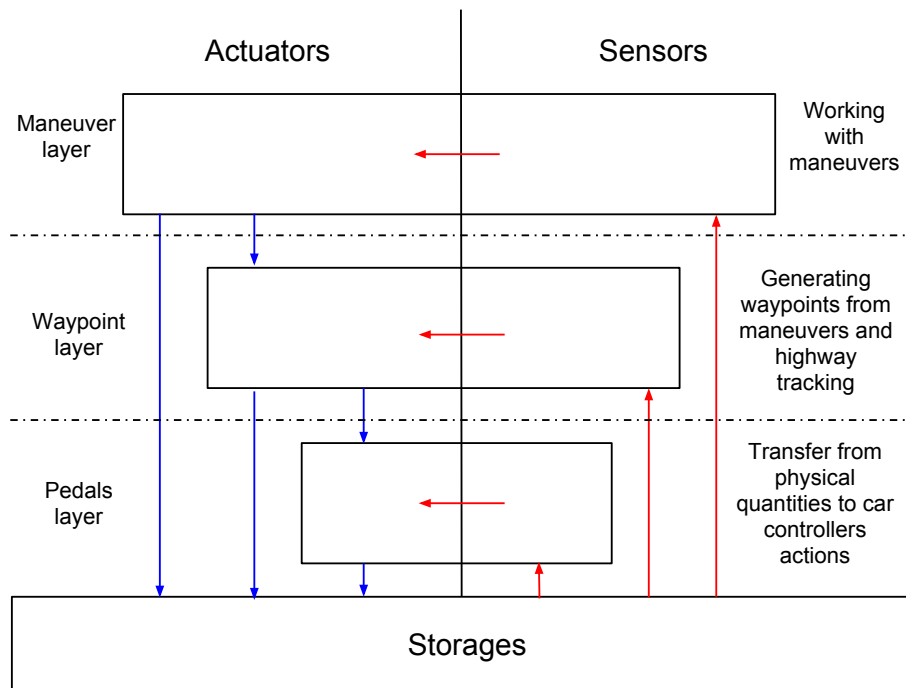 Actuators
Sensors
Maneuver
layer
Working
with
maneuvers
Waypoint
layer
Generating
waypoints from
maneuvers and
highway
tracking
Pedals
layer
Transfer from
physical
quantities to car
controllers
actions
Storages